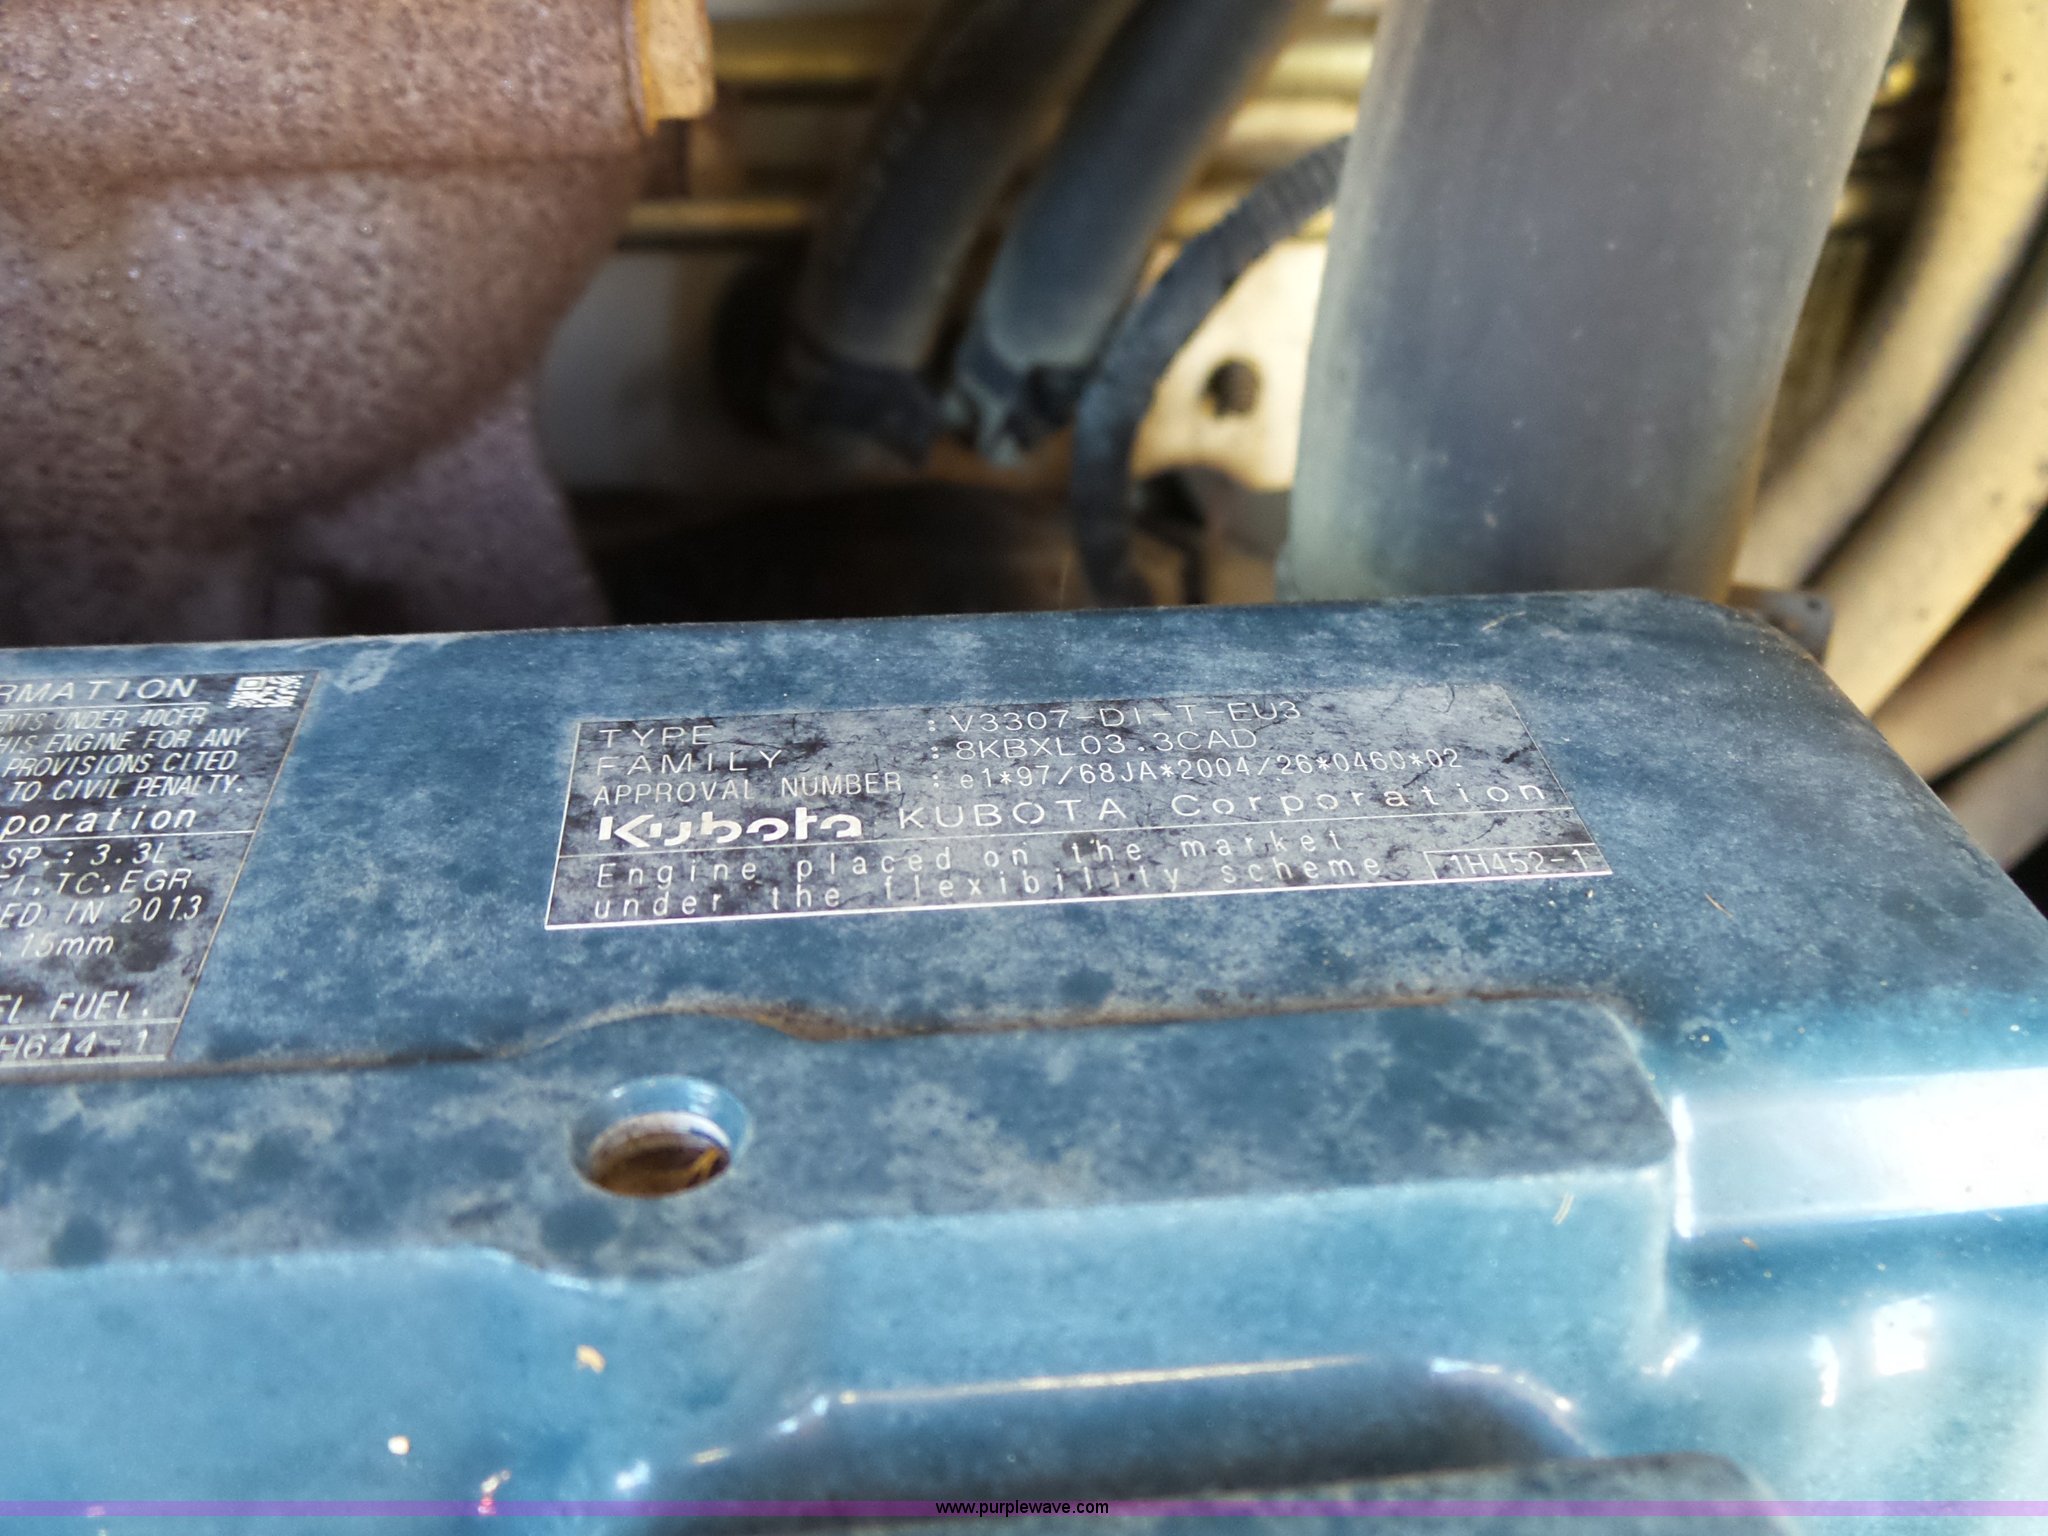 RMATION
ENTS UNDER 40CFR
HIS ENGINE FOR ANY
PROVISIONS CITED
TO CIVIL PENALTY.
poration
SP.: 3.3L
TC.EGR
ED IN 2013
15mm
EL FUEL.
H644-1
TYPE : V3307-DI-T-EU3
FAMILY : 8KBXL03.3CAD
APPROVAL NUMBER : e1*97/68JA*2004/26*0460*02
Kubota KUBOTA Corporation
Engine placed on the market
under the flexibility scheme 1H452-1
www.purplewave.com